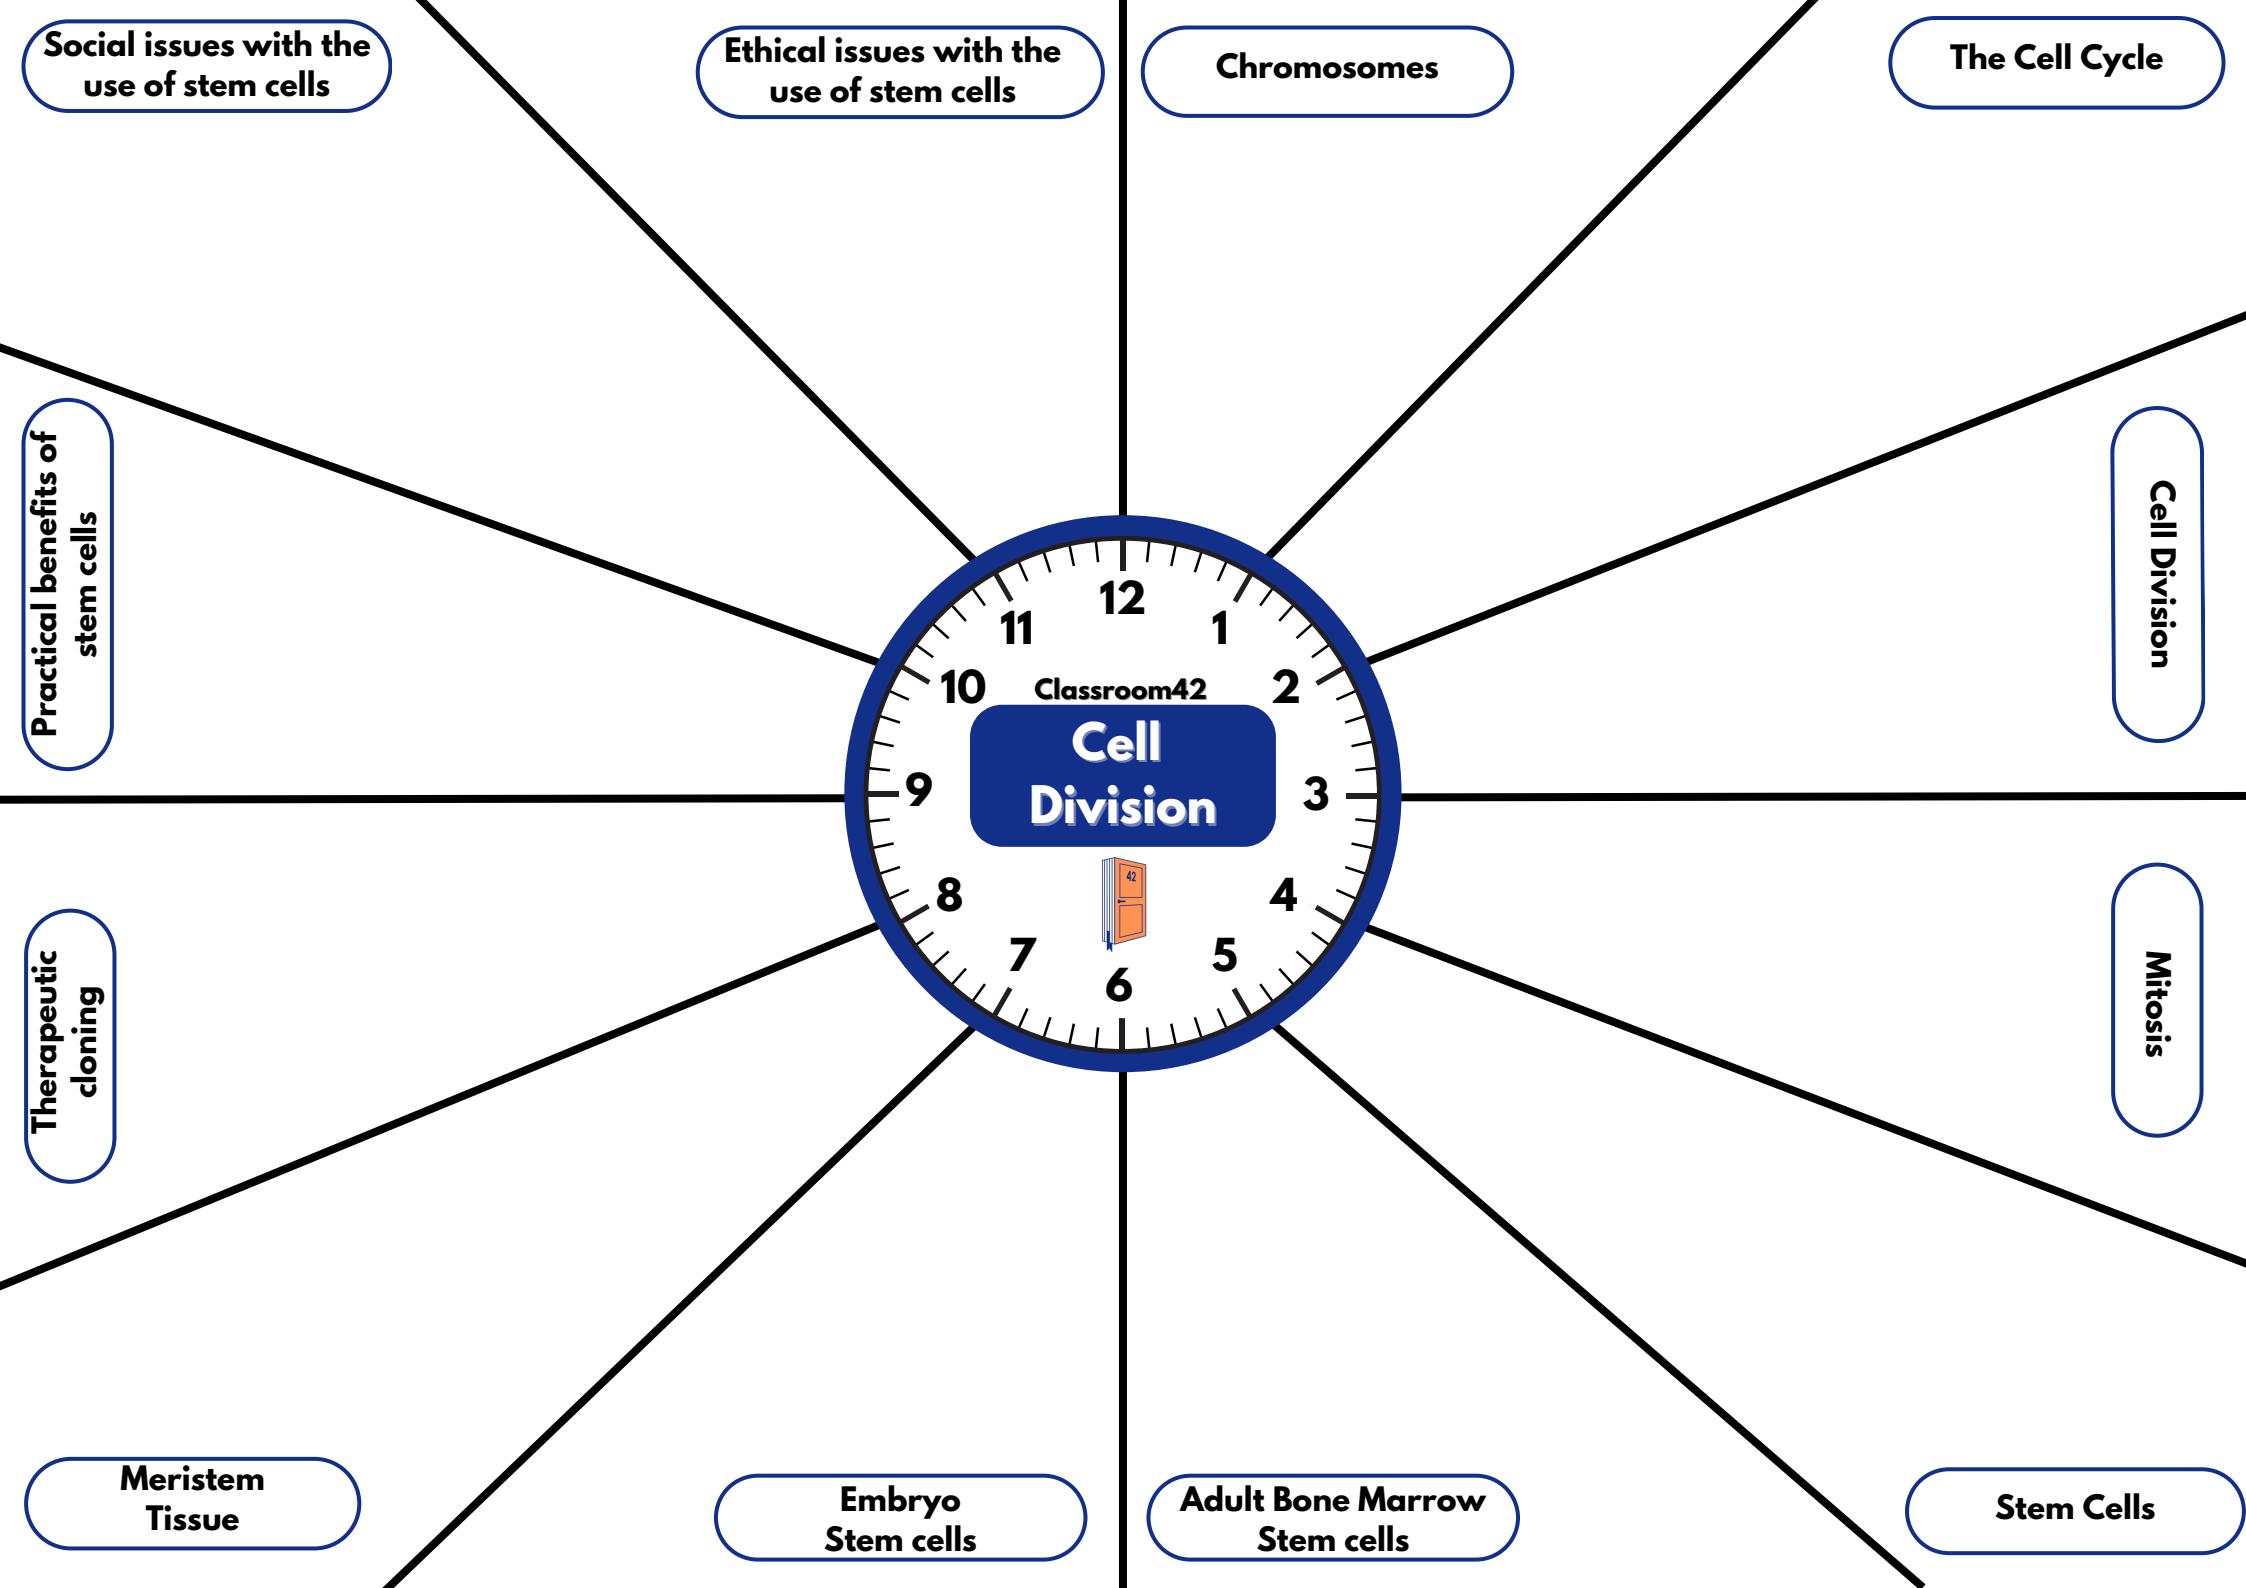 Social issues with the
use of stem cells
Ethical issues with the
use of stem cells
Chromosomes
The Cell Cycle
Practical benefits of
stem cells
Cell Division
12
11
1
10
2
Classroom42
Cell
Division
9
3
42
8
4
7
5
6
Therapeutic
cloning
Mitosis
Meristem
Tissue
Embryo
Stem cells
Adult Bone Marrow
Stem cells
Stem Cells